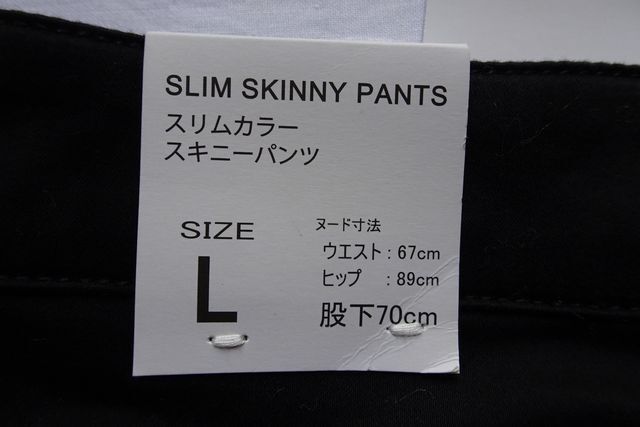 SLIM SKINNY PANTS
スリムカラー
スキニーパンツ
SIZE
L
ヌード寸法
ウエスト : 67cm
ヒップ : 89cm
股下70cm